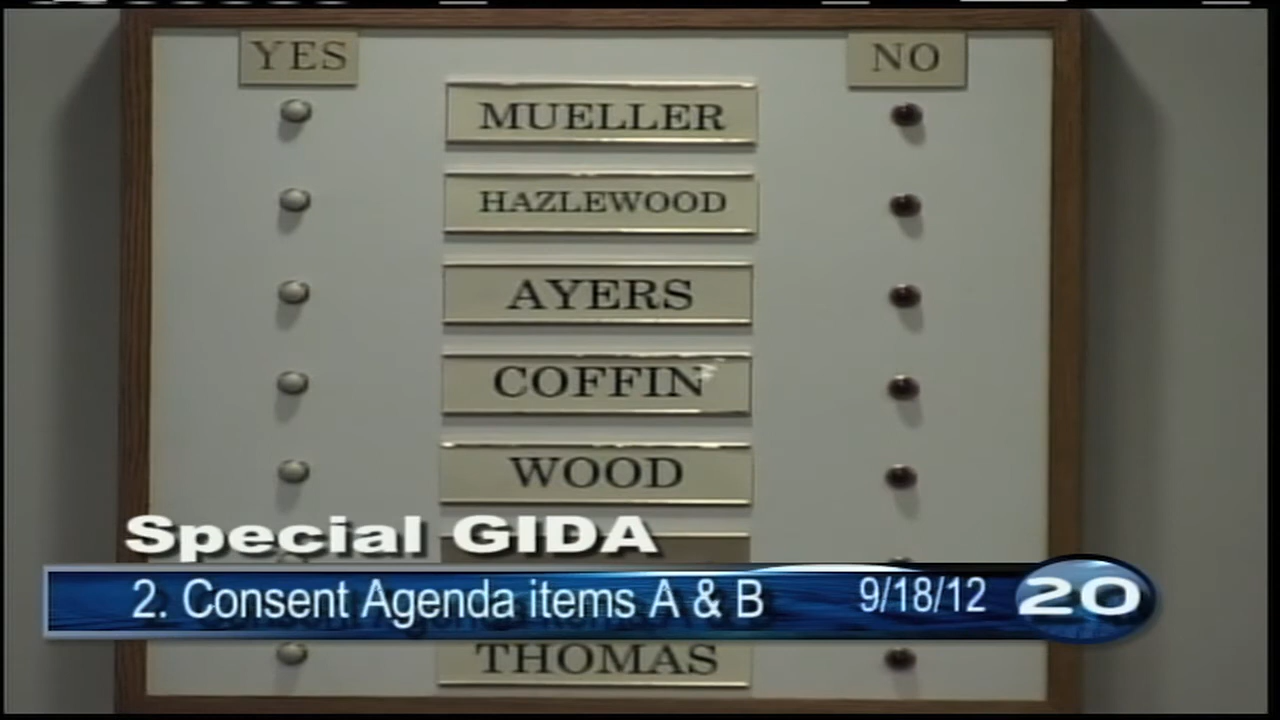 YES NO
MUELLER
HAZLEWOOD
AYERS
COFFIN
WOOD
Special GIDA
2. Consent Agenda items A & B 9/18/12 20
THOMAS